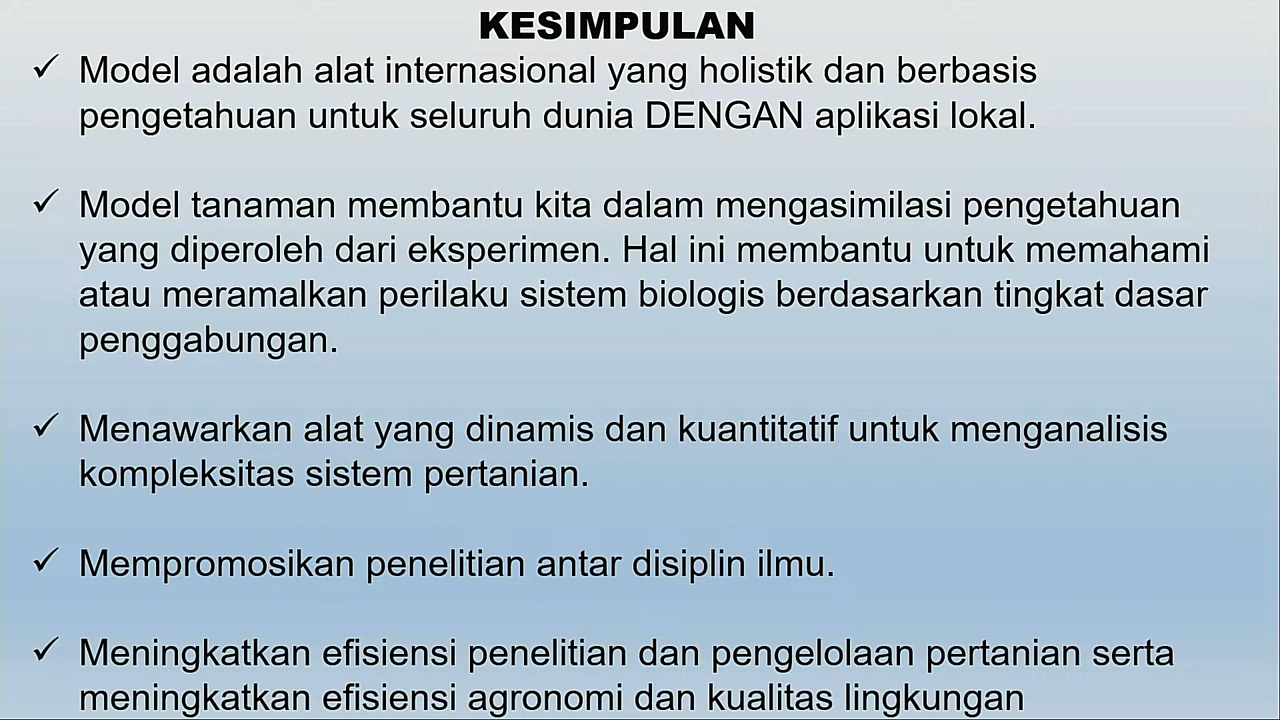 KESIMPULAN
✓ Model adalah alat internasional yang holistik dan berbasis
pengetahuan untuk seluruh dunia DENGAN aplikasi lokal.
✓ Model tanaman membantu kita dalam mengasimilasi pengetahuan
yang diperoleh dari eksperimen. Hal ini membantu untuk memahami
atau meramalkan perilaku sistem biologis berdasarkan tingkat dasar
penggabungan.
✓ Menawarkan alat yang dinamis dan kuantitatif untuk menganalisis
kompleksitas sistem pertanian.
✓ Mempromosikan penelitian antar disiplin ilmu.
✓ Meningkatkan efisiensi penelitian dan pengelolaan pertanian serta
meningkatkan efisiensi agronomi dan kualitas lingkungan